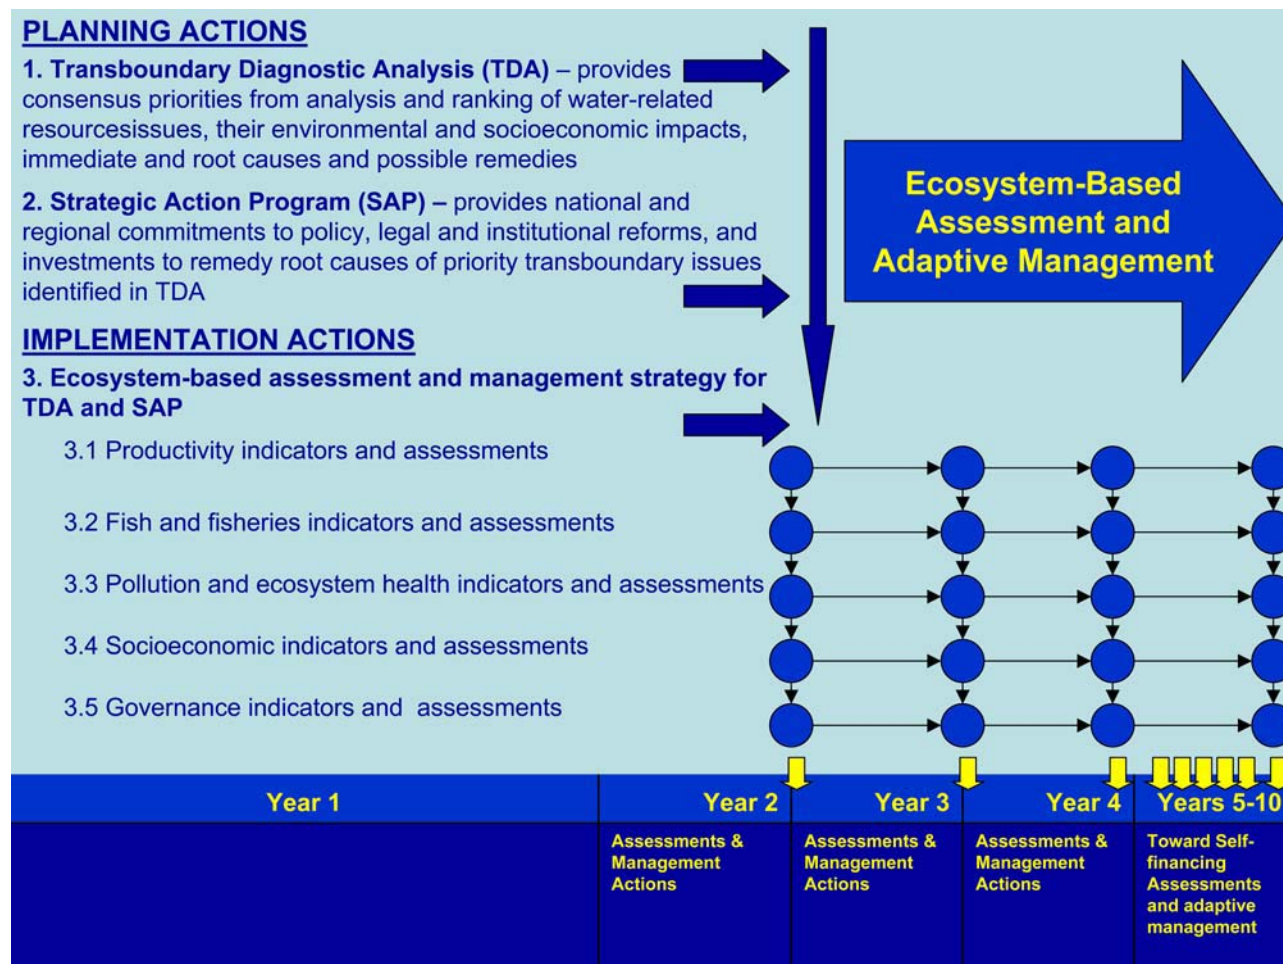 PLANNING ACTIONS
1. Transboundary Diagnostic Analysis (TDA) – provides
consensus priorities from analysis and ranking of water-related
resourcesissues, their environmental and socioeconomic impacts,
immediate and root causes and possible remedies
2. Strategic Action Program (SAP) – provides national and
regional commitments to policy, legal and institutional reforms, and
investments to remedy root causes of priority transboundary issues
identified in TDA
IMPLEMENTATION ACTIONS
3. Ecosystem-based assessment and management strategy for
TDA and SAP
3.1 Productivity indicators and assessments
3.2 Fish and fisheries indicators and assessments
3.3 Pollution and ecosystem health indicators and assessments
3.4 Socioeconomic indicators and assessments
3.5 Governance indicators and  assessments
Ecosystem-Based
Assessment and
Adaptive Management
Year 1
Year 2
Year 3
Year 4
Years 5-10
Assessments &
Management
Actions
Assessments &
Management
Actions
Assessments &
Management
Actions
Toward Self-
financing
Assessments
and adaptive
management